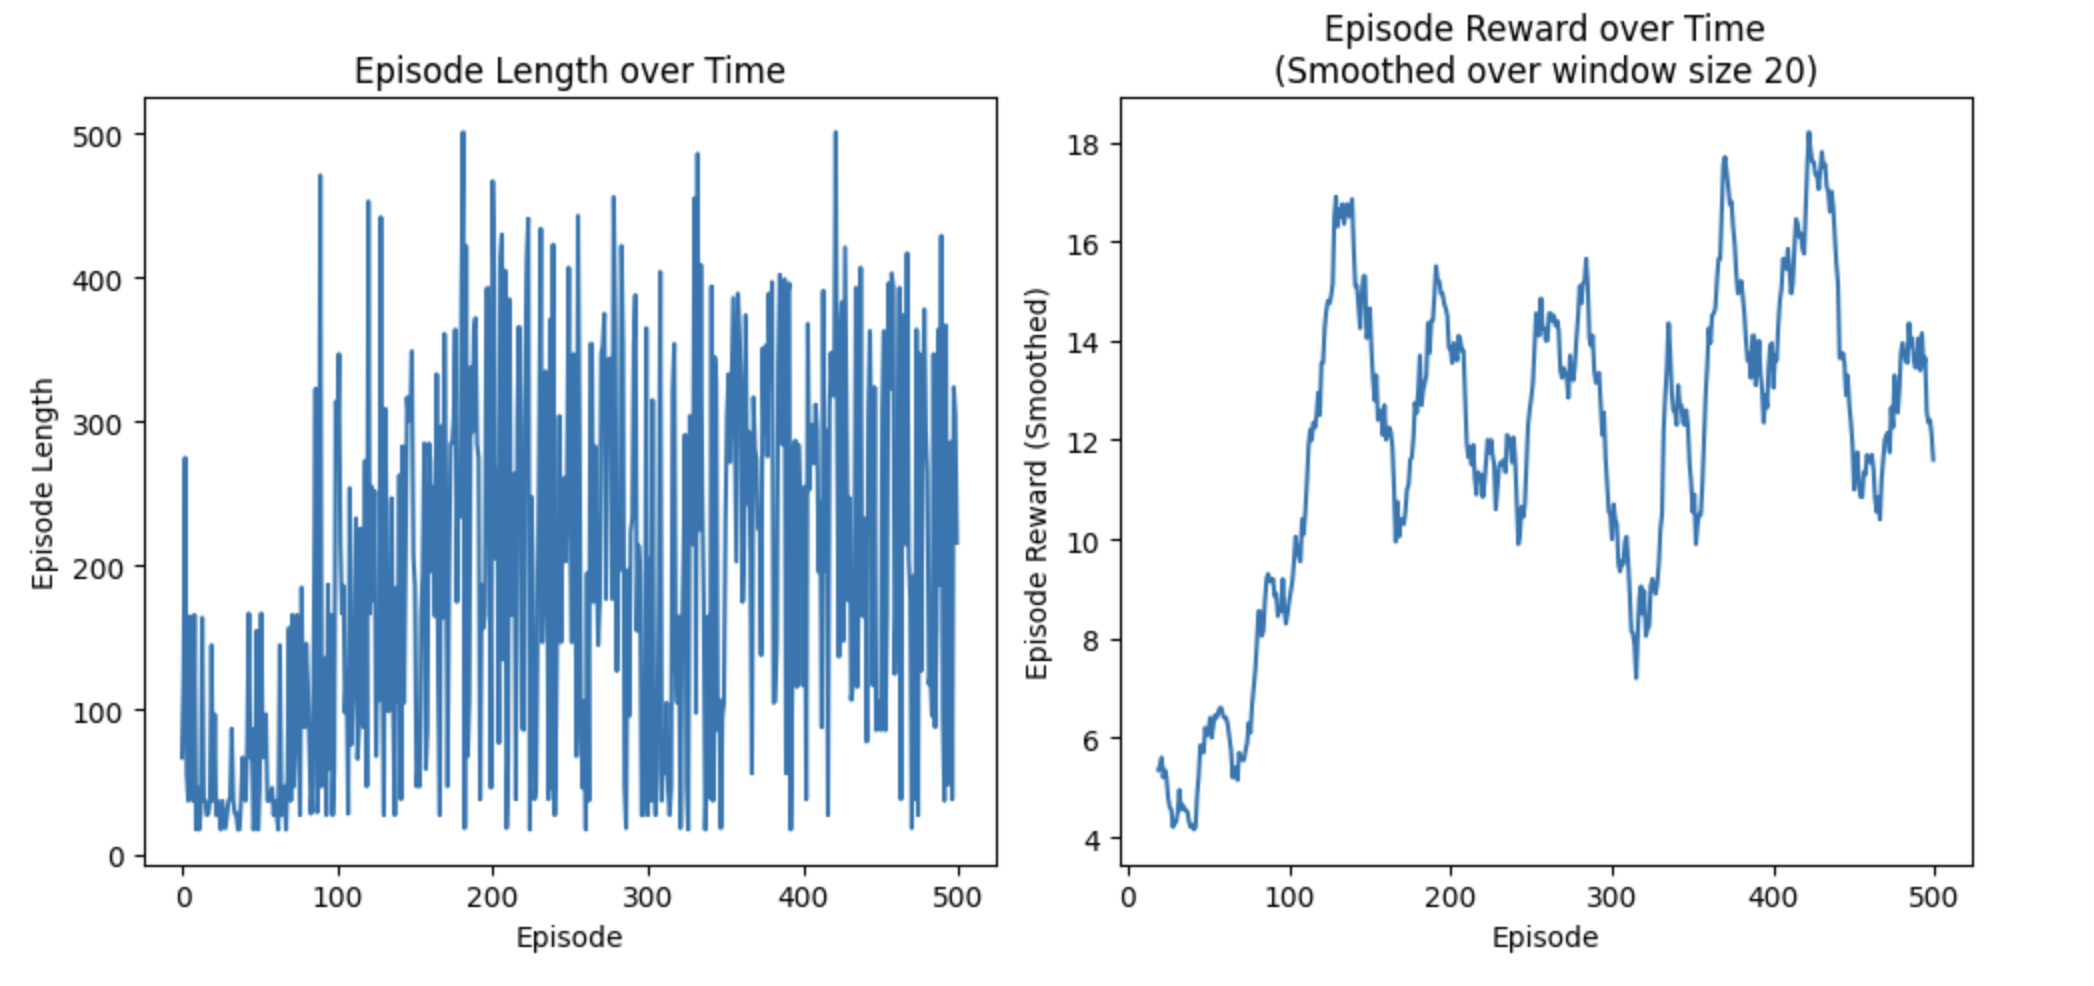 Episode Length over Time
Episode Length
500
400
300
200
100
0
0 100 200 300 400 500
Episode
Episode Reward over Time
(Smoothed over window size 20)
Episode Reward (Smoothed)
18
16
14
12
10
8
6
4
0 100 200 300 400 500
Episode